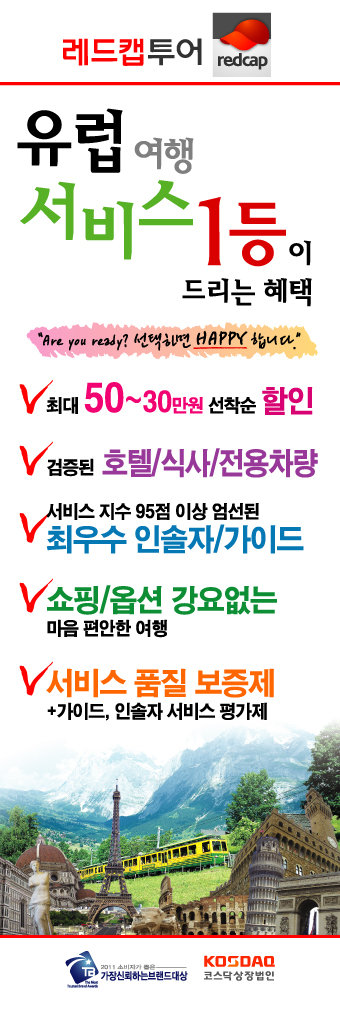 레드캡투어
redcap
유럽 여행
서비스1등이
드리는 혜택
"Are you ready? 선택하면 HAPPY 합니다."
최대 50~30만원 선착순 할인
검증된 호텔/식사/전용차량
서비스 지수 95점 이상 엄선된
최우수 인솔자/가이드
쇼핑/옵션 강요없는
마음 편안한 여행
서비스 품질 보증제
+가이드, 인솔자 서비스 평가제
2011 소비자가 뽑은
가장신뢰하는브랜드대상
TB
The Most
Trusted Brand Awards
KOSDAQ
코스닥상장법인